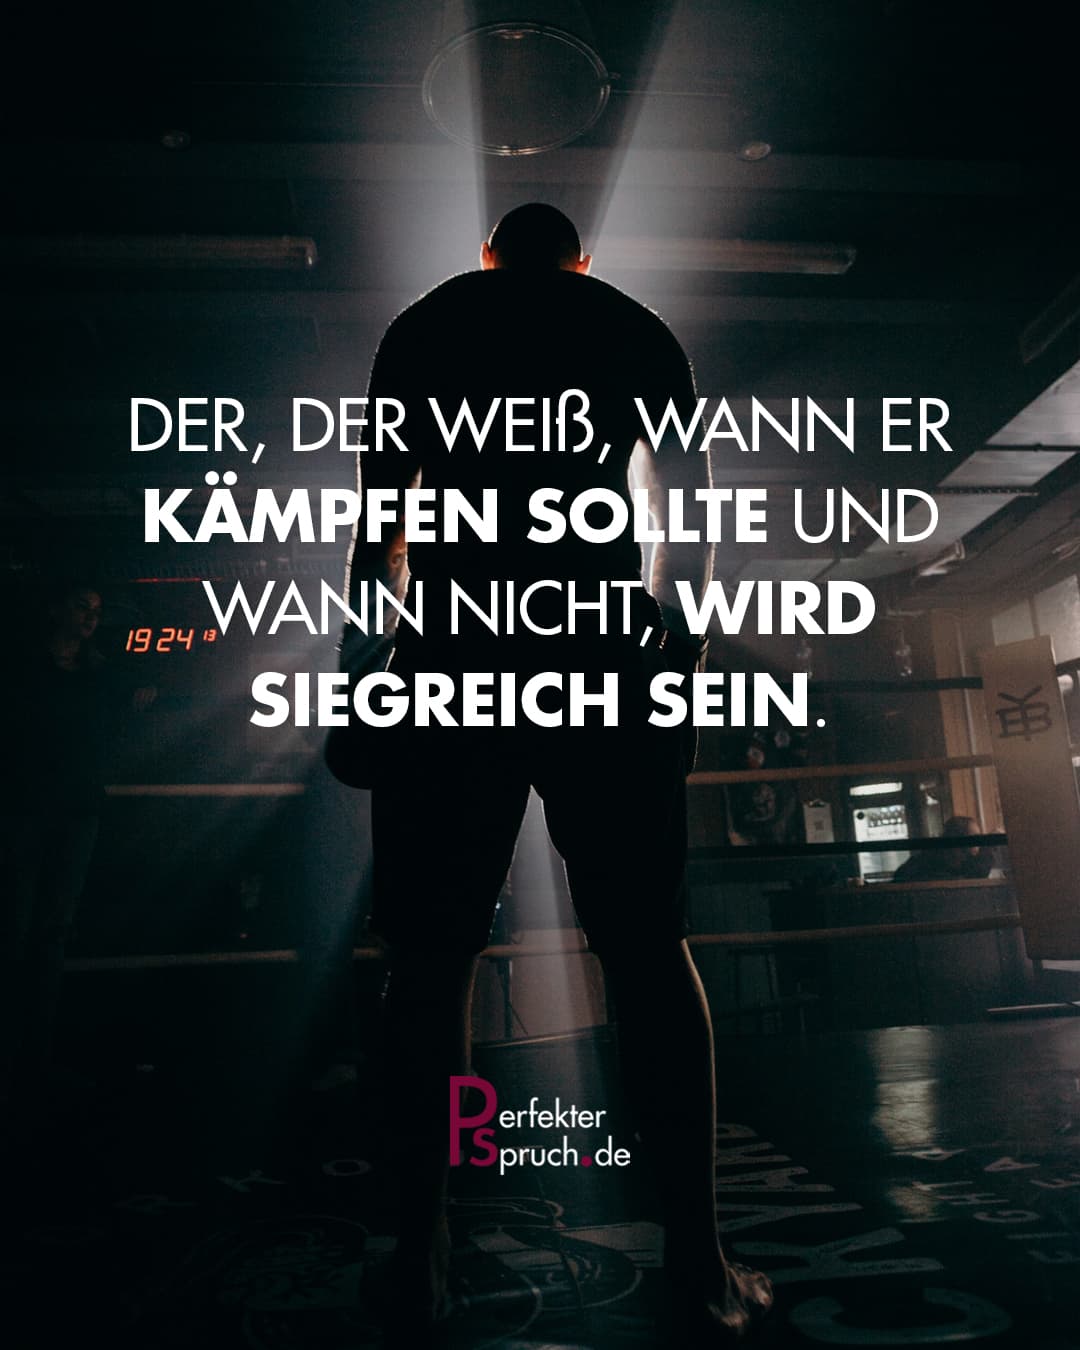 DER, DER WEIß, WANN ER
KÄMPFEN SOLLTE UND
WANN NICHT, WIRD
SIEGREICH SEIN.
19 24 13
YEB
Perfekter
Spruch.de